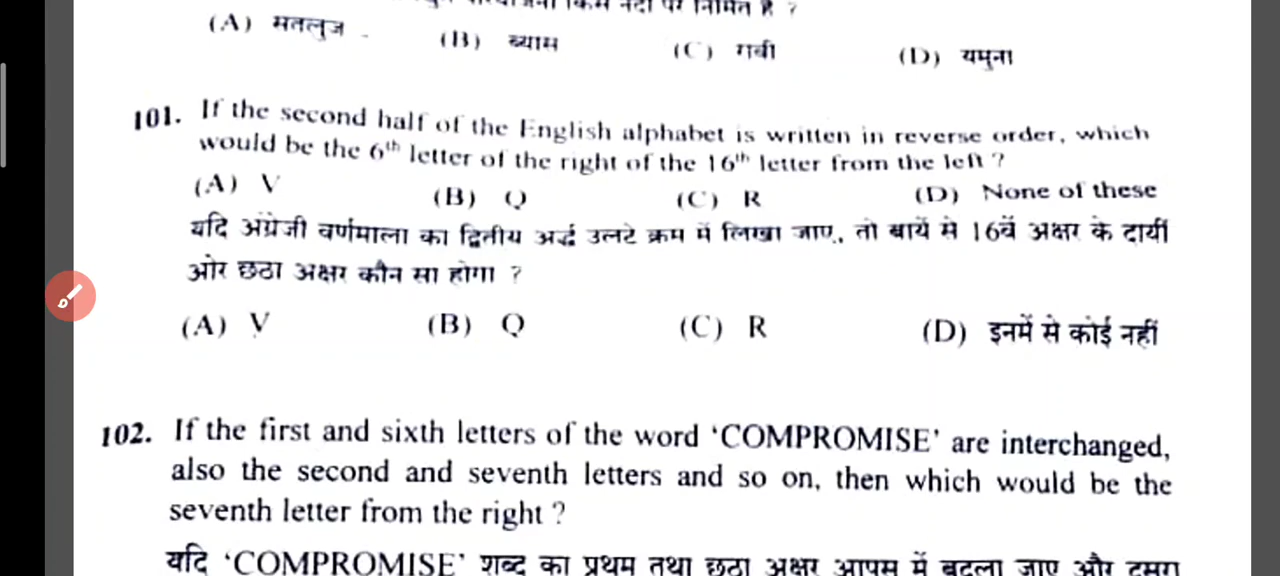 पर निर्मित है ?
(A) सतलुज (B) ब्यास (C) रावी (D) यमुना
101. If the second half of the English alphabet is written in reverse order, which
would be the 6th letter of the right of the 16th letter from the left ?
(A) V (B) Q (C) R (D) None of these
यदि अंग्रेजी वर्णमाला का द्वितीय अर्द्ध उलटे क्रम में लिखा जाए, तो बायें से 16वें अक्षर के दायीं
ओर छठा अक्षर कौन सा होगा ?
(A) V (B) Q (C) R (D) इनमें से कोई नहीं
102. If the first and sixth letters of the word ‘COMPROMISE’ are interchanged,
also the second and seventh letters and so on, then which would be the
seventh letter from the right ?
यदि ‘COMPROMISE’ शब्द का प्रथम तथा छठा अक्षर आपस में बदला जाए और दूसरा